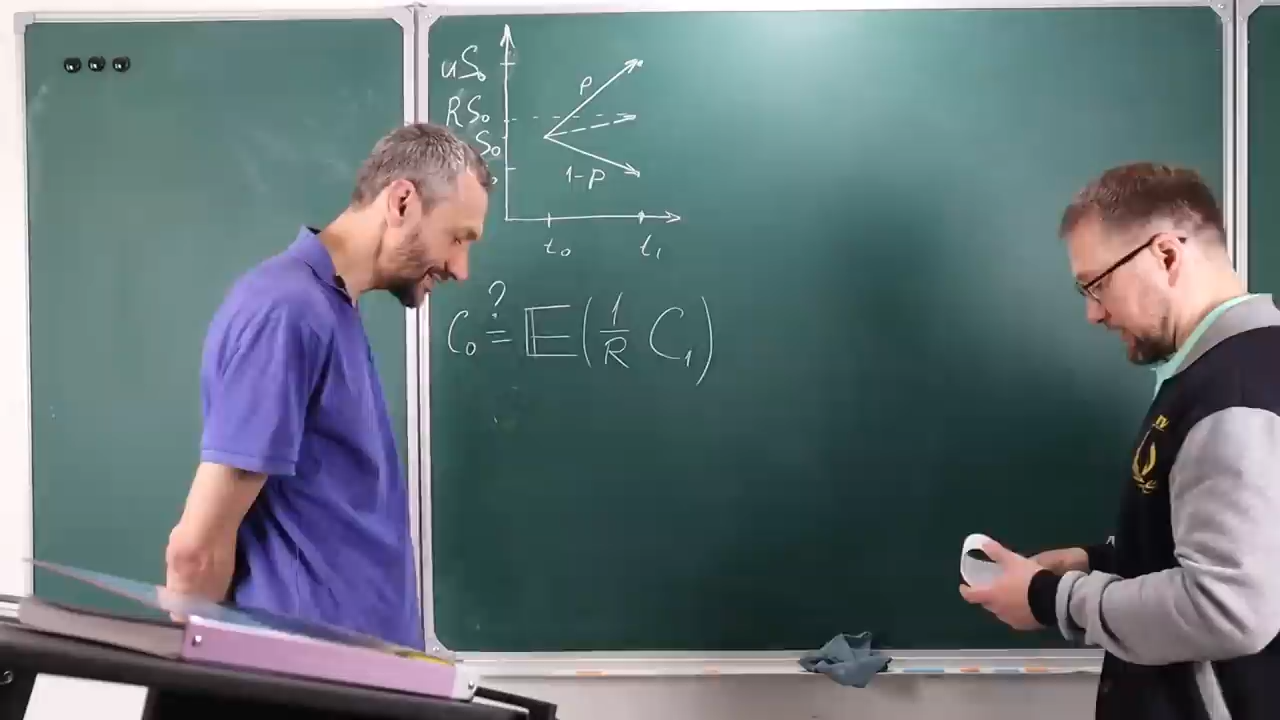 uS₀
p
RS₀
S₀
1-p
t₀ t₁
C₀ ≟ 𝔼(1/R C₁)